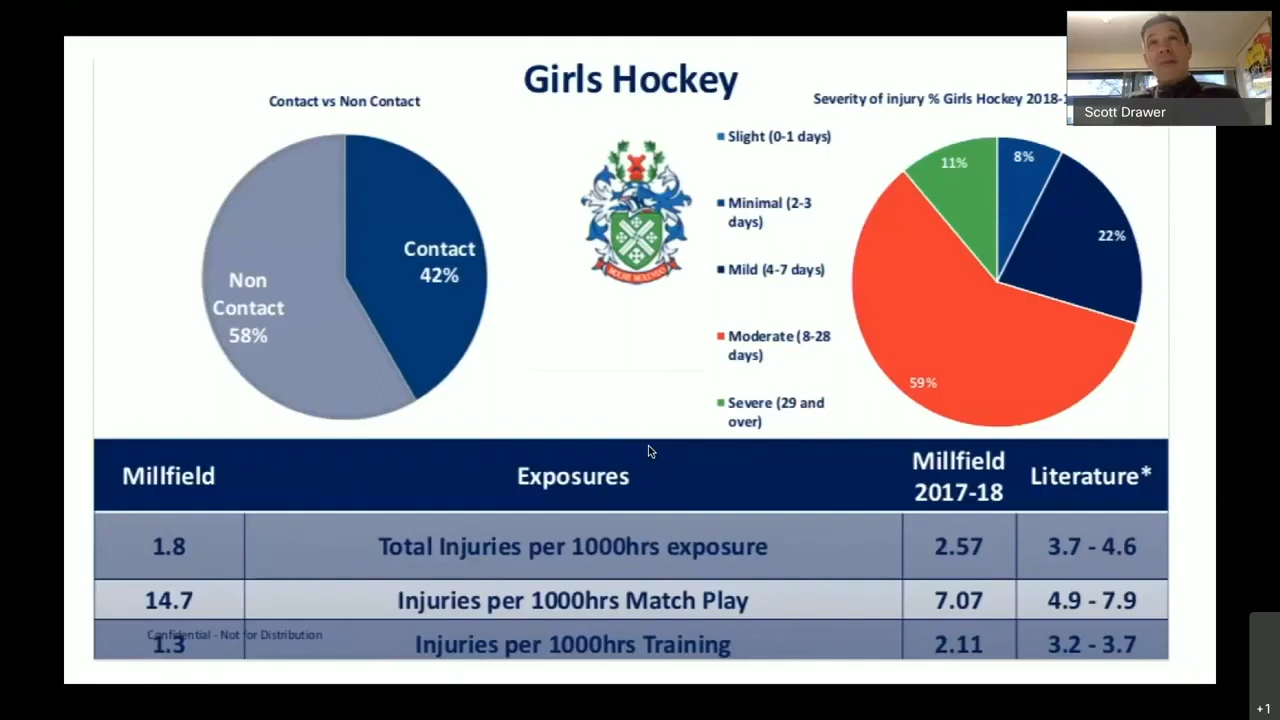 Girls Hockey
Contact vs Non Contact
Contact
42%
Non
Contact
58%
Severity of injury % Girls Hockey 2018-1
Slight (0-1 days)
Minimal (2-3
days)
Mild (4-7 days)
Moderate (8-28
days)
Severe (29 and
over)
11%
8%
22%
59%
Scott Drawer
Millfield
Exposures
Millfield
2017-18
Literature*
1.8
Total Injuries per 1000hrs exposure
2.57
3.7 - 4.6
14.7
Injuries per 1000hrs Match Play
7.07
4.9 - 7.9
Confidential - Not for Distribution
1.3
Injuries per 1000hrs Training
2.11
3.2 - 3.7
+1